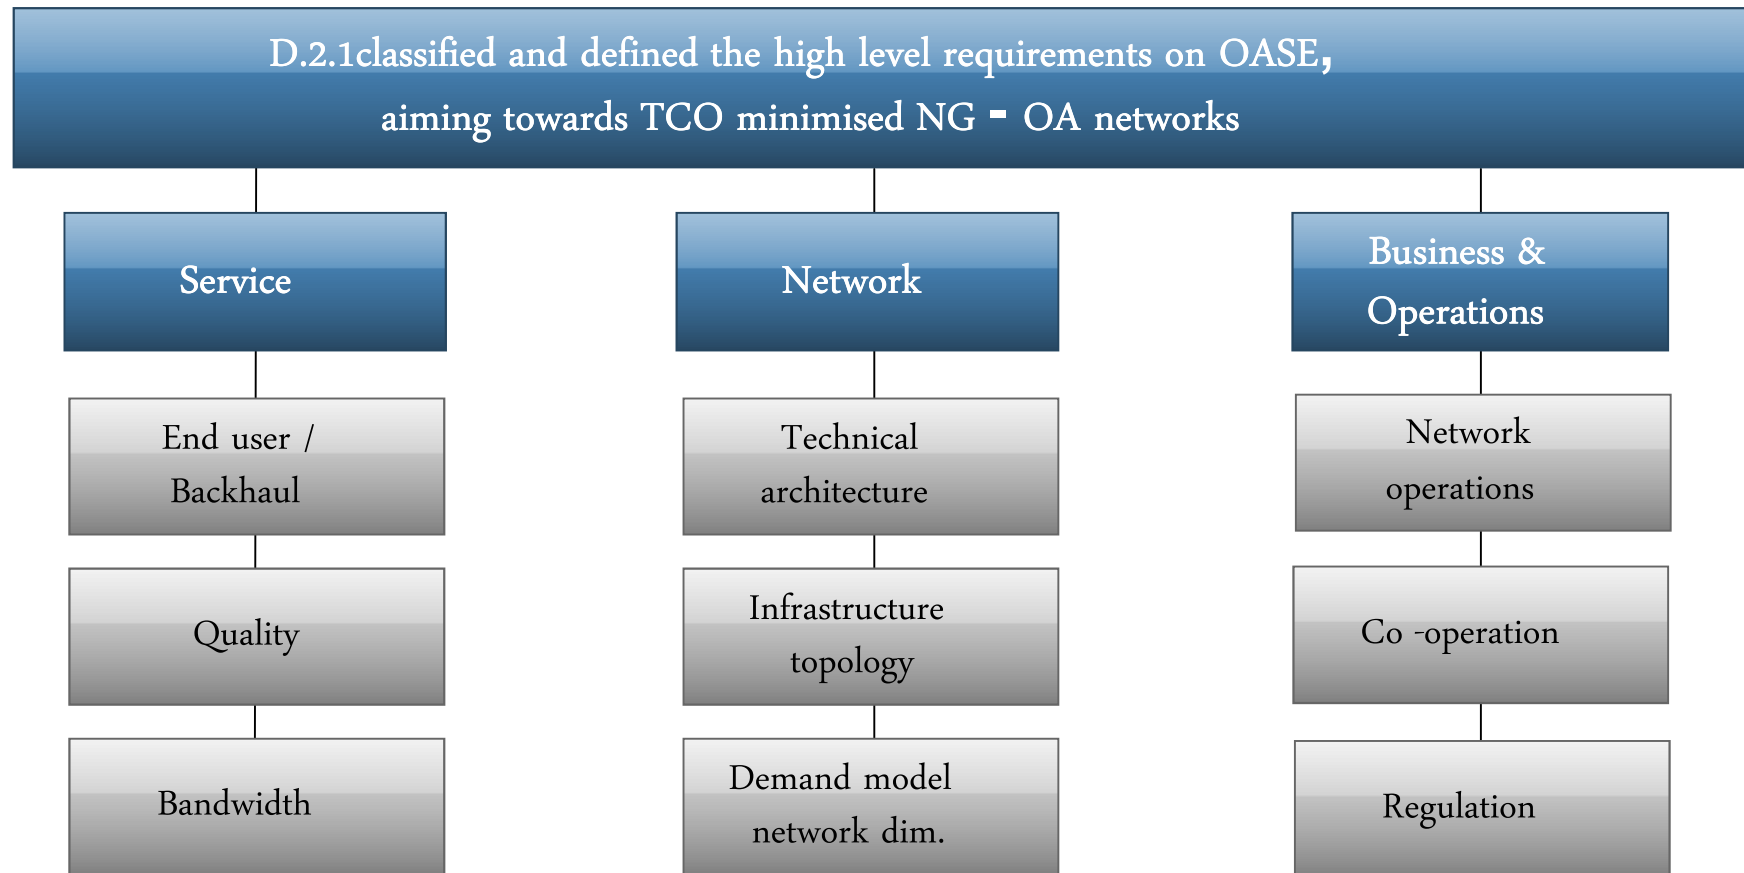 D.2.1classified and defined the high level requirements on OASE,
aiming towards TCO minimised NG - OA networks
Service
Network
Business &
Operations
End user /
Backhaul
Technical
architecture
Network
operations
Quality
Infrastructure
topology
Co -operation
Bandwidth
Demand model
network dim.
Regulation